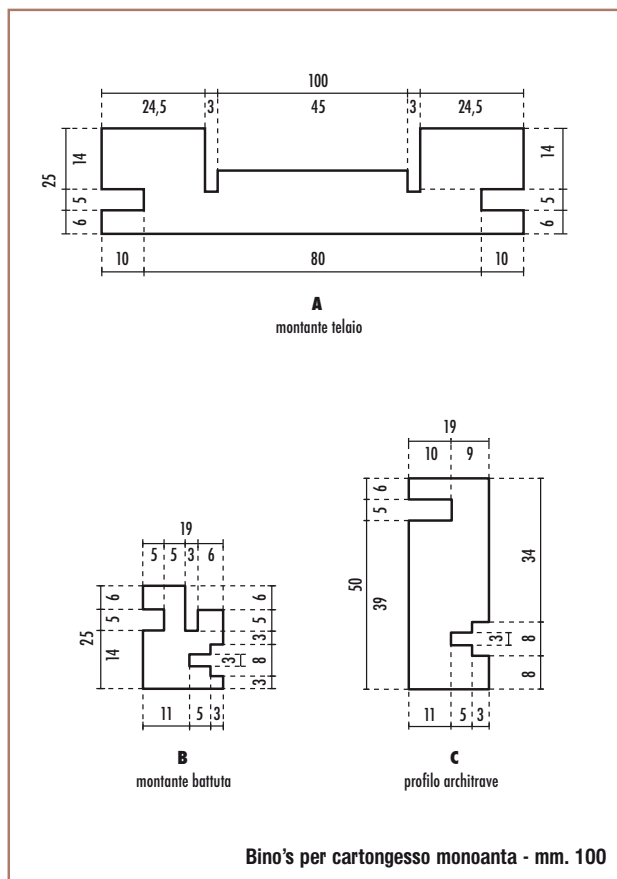 100
24,5 3 45 3 24,5
25
14
5
6
14
5
6
10 80 10
A
montante telaio
19
5 5 3 6
25
6
5
14
6
5
3
8
3
3
11 5 3
B
montante battuta
19
10 9
50
6
5
39
34
8
8
3
11 5 3
C
profilo architrave
Bino's per cartongesso monoanta - mm. 100